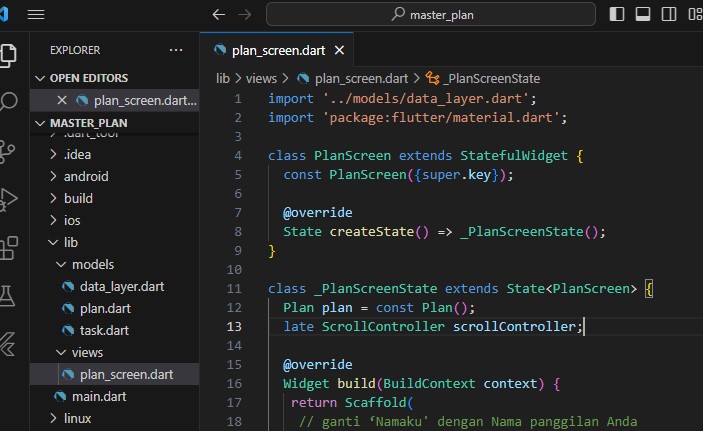 master_plan
EXPLORER
plan_screen.dart
OPEN EDITORS
plan_screen.dart...
MASTER_PLAN
.dart_tool
.idea
android
build
ios
lib
models
data_layer.dart
plan.dart
task.dart
views
plan_screen.dart
main.dart
linux
lib > views > plan_screen.dart > _PlanScreenState
1 import '../models/data_layer.dart';
2 import 'package:flutter/material.dart';
3
4 class PlanScreen extends StatefulWidget {
5 const PlanScreen({super.key});
6
7 @override
8 State createState() => _PlanScreenState();
9 }
10
11 class _PlanScreenState extends State<PlanScreen> {
12 Plan plan = const Plan();
13 late ScrollController scrollController;
14
15 @override
16 Widget build(BuildContext context) {
17 return Scaffold(
18 // ganti ‘Namaku' dengan Nama panggilan Anda